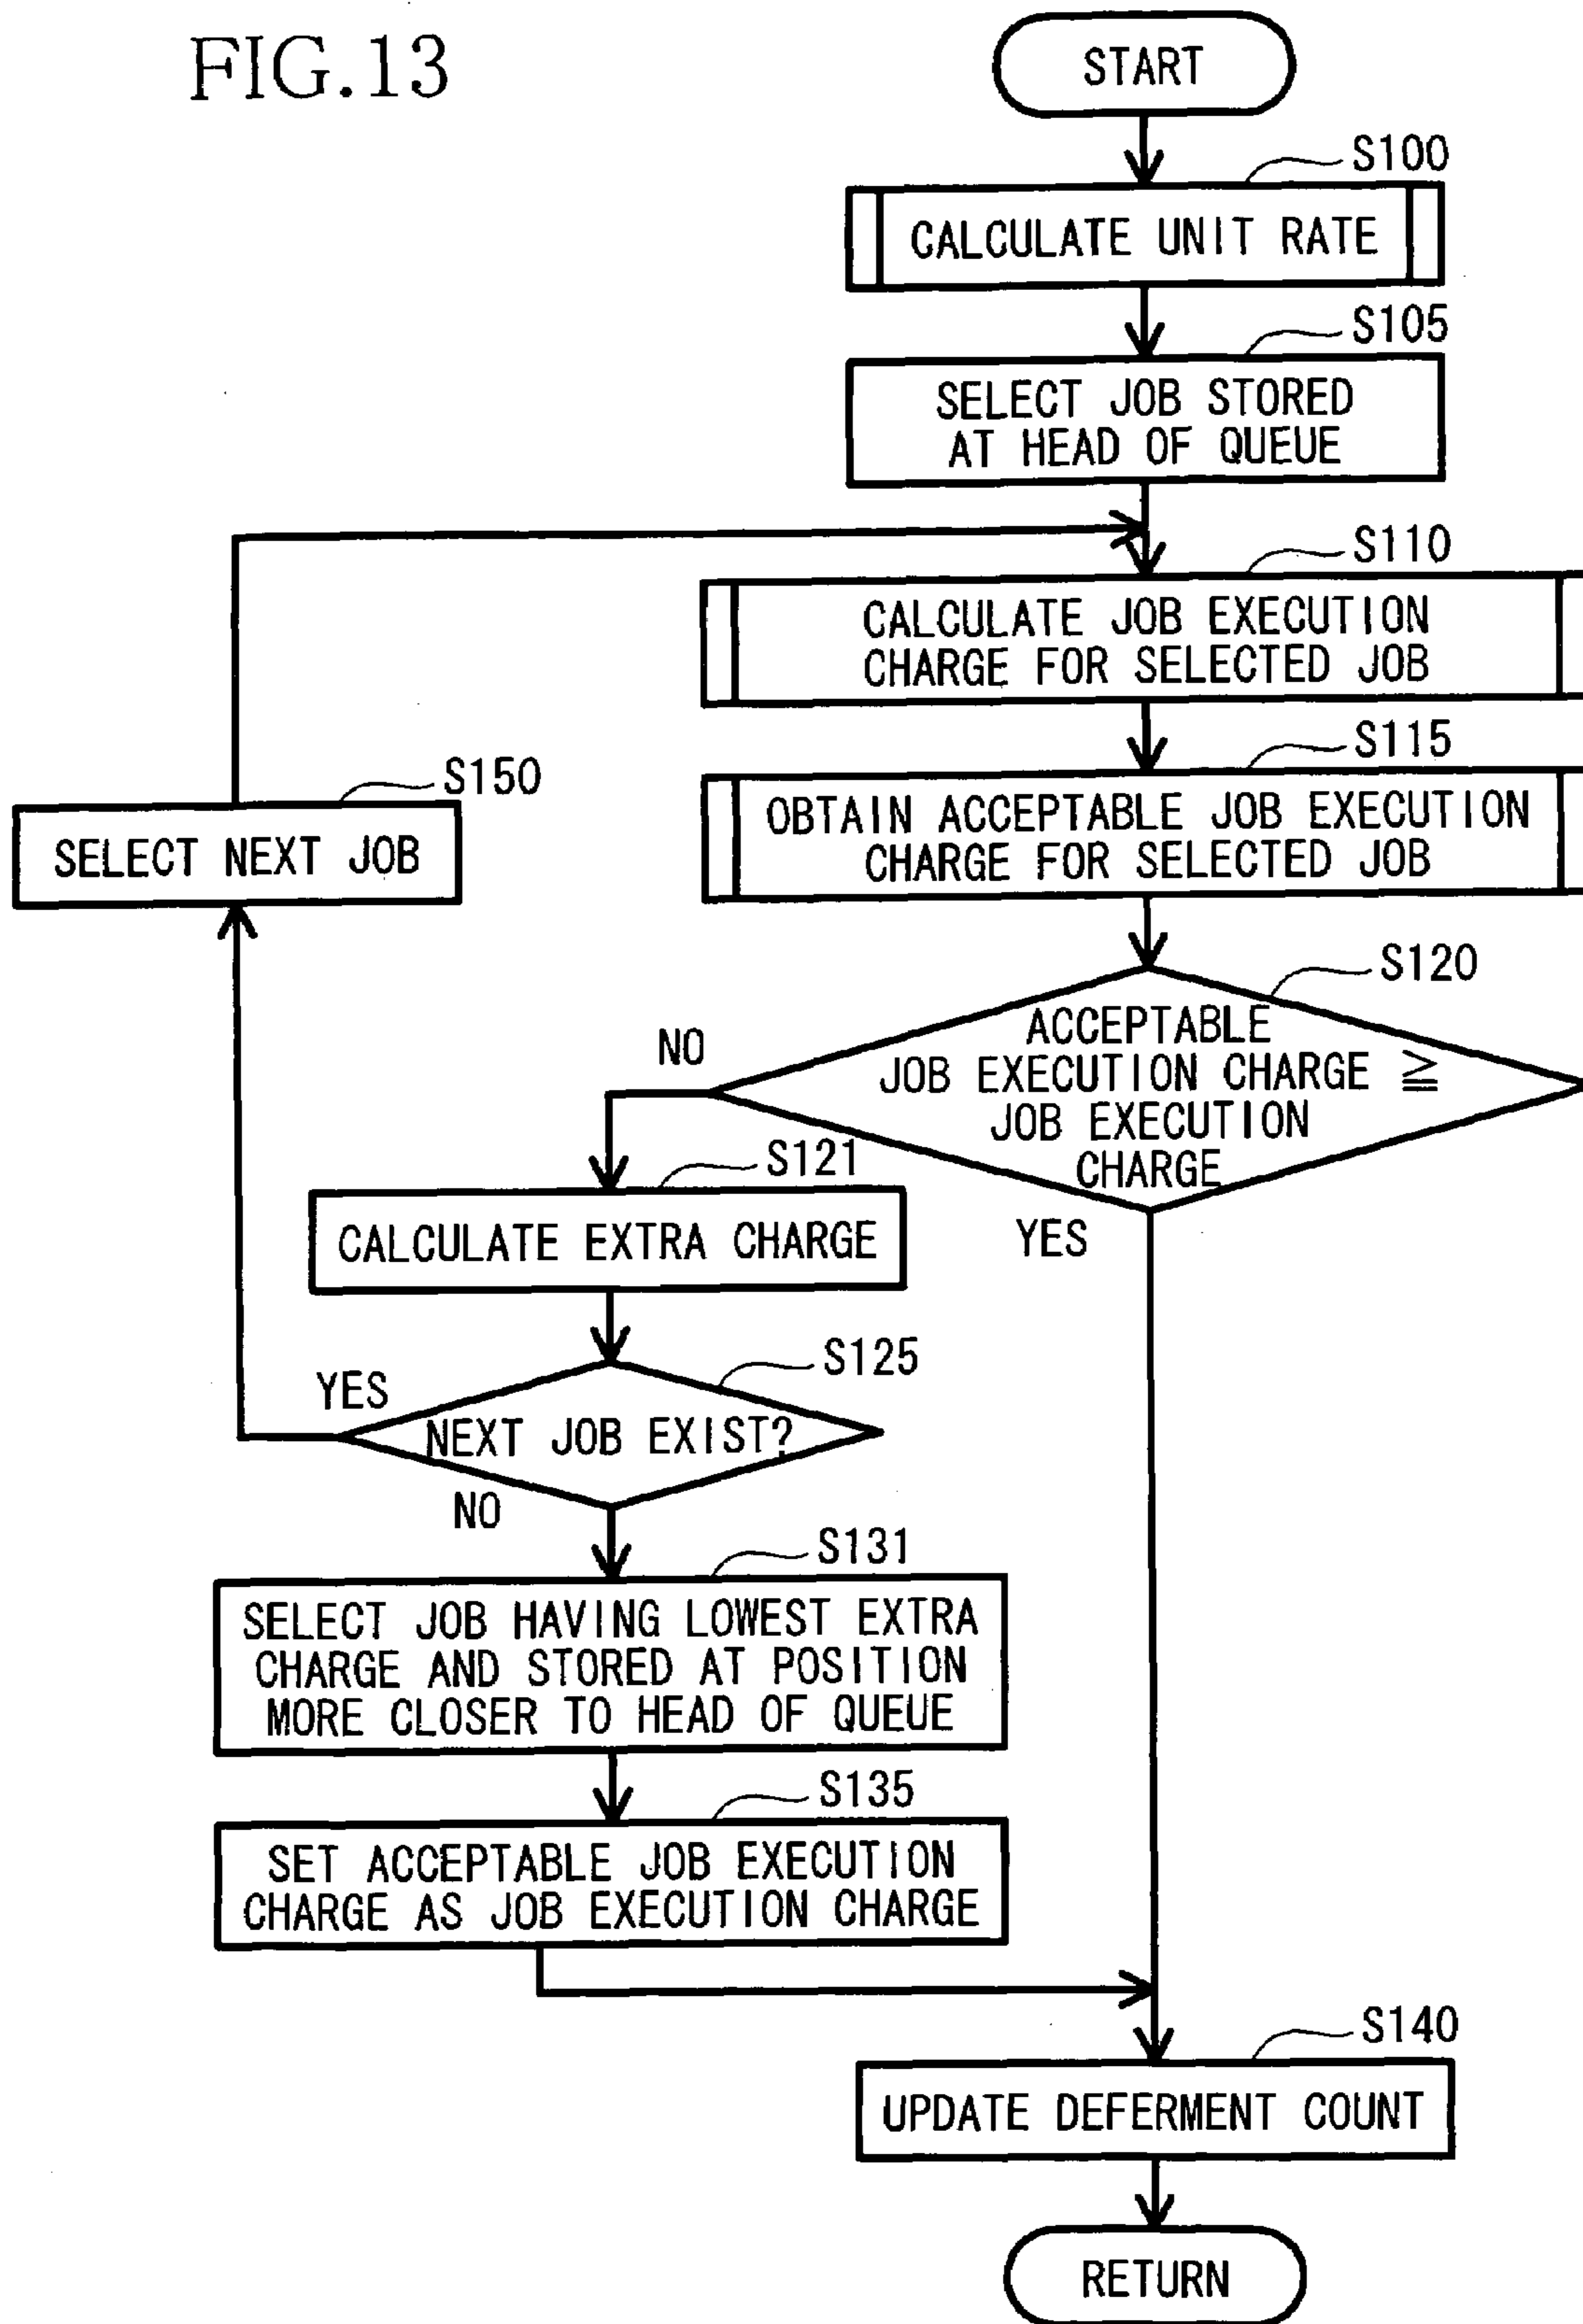 FIG.13
START
S100
CALCULATE UNIT RATE
S105
SELECT JOB STORED
AT HEAD OF QUEUE
S110
CALCULATE JOB EXECUTION
CHARGE FOR SELECTED JOB
S115
OBTAIN ACCEPTABLE JOB EXECUTION
CHARGE FOR SELECTED JOB
S150
SELECT NEXT JOB
S120
ACCEPTABLE
JOB EXECUTION CHARGE ≧
JOB EXECUTION
CHARGE
NO
YES
S121
CALCULATE EXTRA CHARGE
S125
NEXT JOB EXIST?
YES
NO
S131
SELECT JOB HAVING LOWEST EXTRA
CHARGE AND STORED AT POSITION
MORE CLOSER TO HEAD OF QUEUE
S135
SET ACCEPTABLE JOB EXECUTION
CHARGE AS JOB EXECUTION CHARGE
S140
UPDATE DEFERMENT COUNT
RETURN